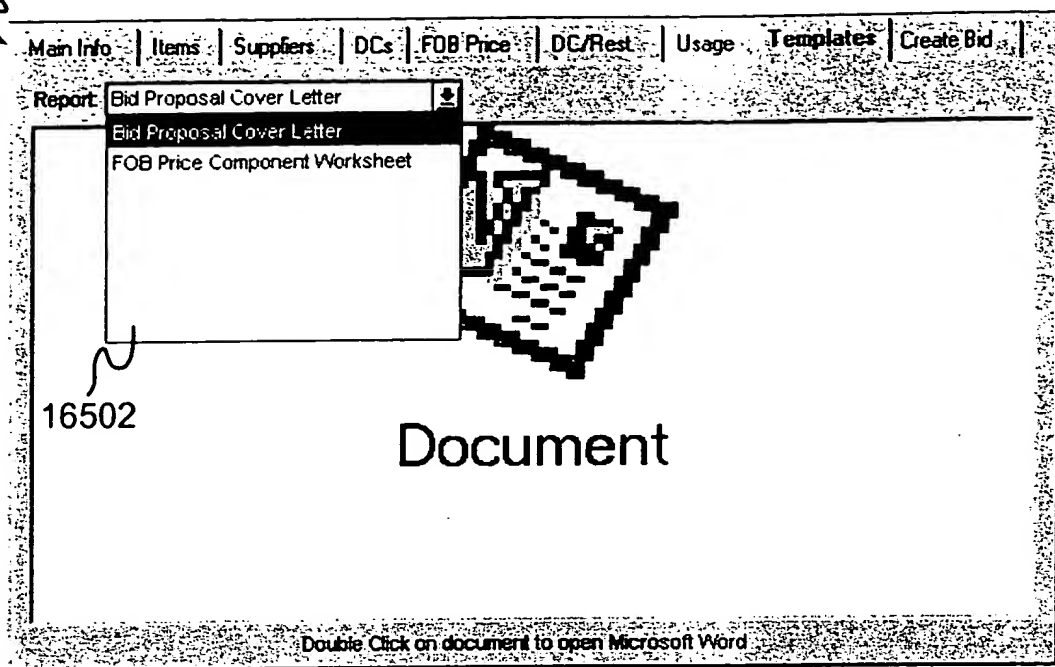 Main Info Items Suppliers DCs FOB Price DC/Rest Usage Templates Create Bid
Report: Bid Proposal Cover Letter
Bid Proposal Cover Letter
FOB Price Component Worksheet
16502
Document
Double Click on document to open Microsoft Word